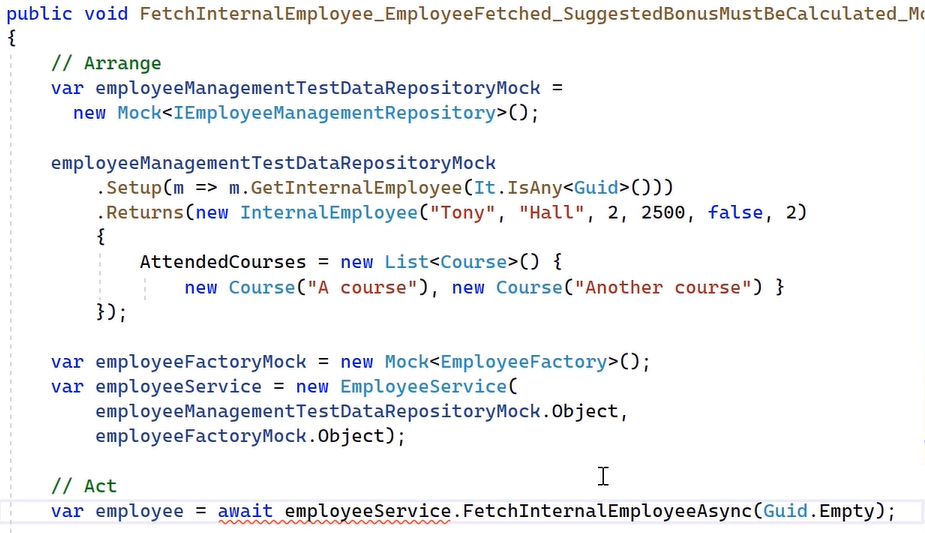 public void FetchInternalEmployee_EmployeeFetched_SuggestedBonusMustBeCalculated_Mo
{
// Arrange
var employeeManagementTestDataRepositoryMock =
new Mock<IEmployeeManagementRepository>();
employeeManagementTestDataRepositoryMock
.Setup(m => m.GetInternalEmployee(It.IsAny<Guid>()))
.Returns(new InternalEmployee("Tony", "Hall", 2, 2500, false, 2)
{
AttendedCourses = new List<Course>() {
new Course("A course"), new Course("Another course") }
});
var employeeFactoryMock = new Mock<EmployeeFactory>();
var employeeService = new EmployeeService(
employeeManagementTestDataRepositoryMock.Object,
employeeFactoryMock.Object);
// Act
var employee = await employeeService.FetchInternalEmployeeAsync(Guid.Empty);